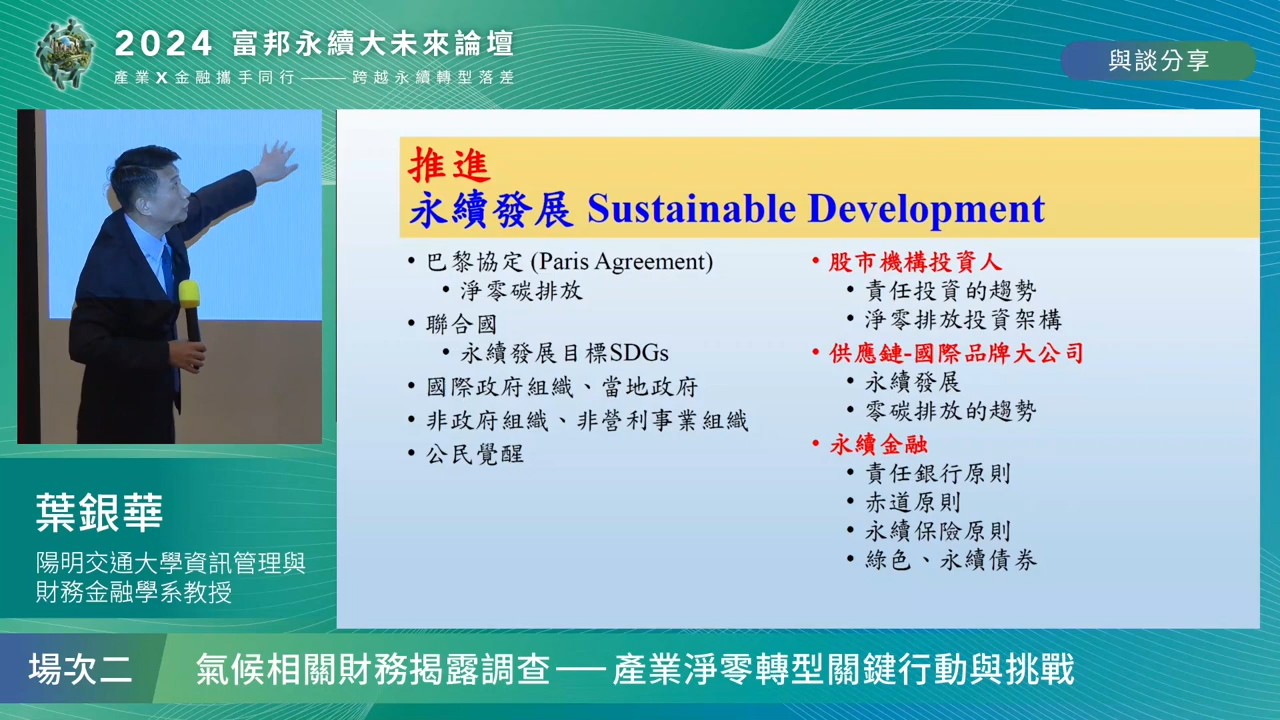 2024 富邦永續大未來論壇
產業X金融攜手同行——跨越永續轉型落差
與談分享
推進
永續發展 Sustainable Development
• 巴黎協定 (Paris Agreement)
• 淨零碳排放
• 聯合國
• 永續發展目標SDGs
• 國際政府組織、當地政府
• 非政府組織、非營利事業組織
• 公民覺醒
• 股市機構投資人
• 責任投資的趨勢
• 淨零排放投資架構
• 供應鏈-國際品牌大公司
• 永續發展
• 零碳排放的趨勢
• 永續金融
• 責任銀行原則
• 赤道原則
• 永續保險原則
• 綠色、永續債券
葉銀華
陽明交通大學資訊管理與
財務金融學系教授
場次二
氣候相關財務揭露調查——產業淨零轉型關鍵行動與挑戰